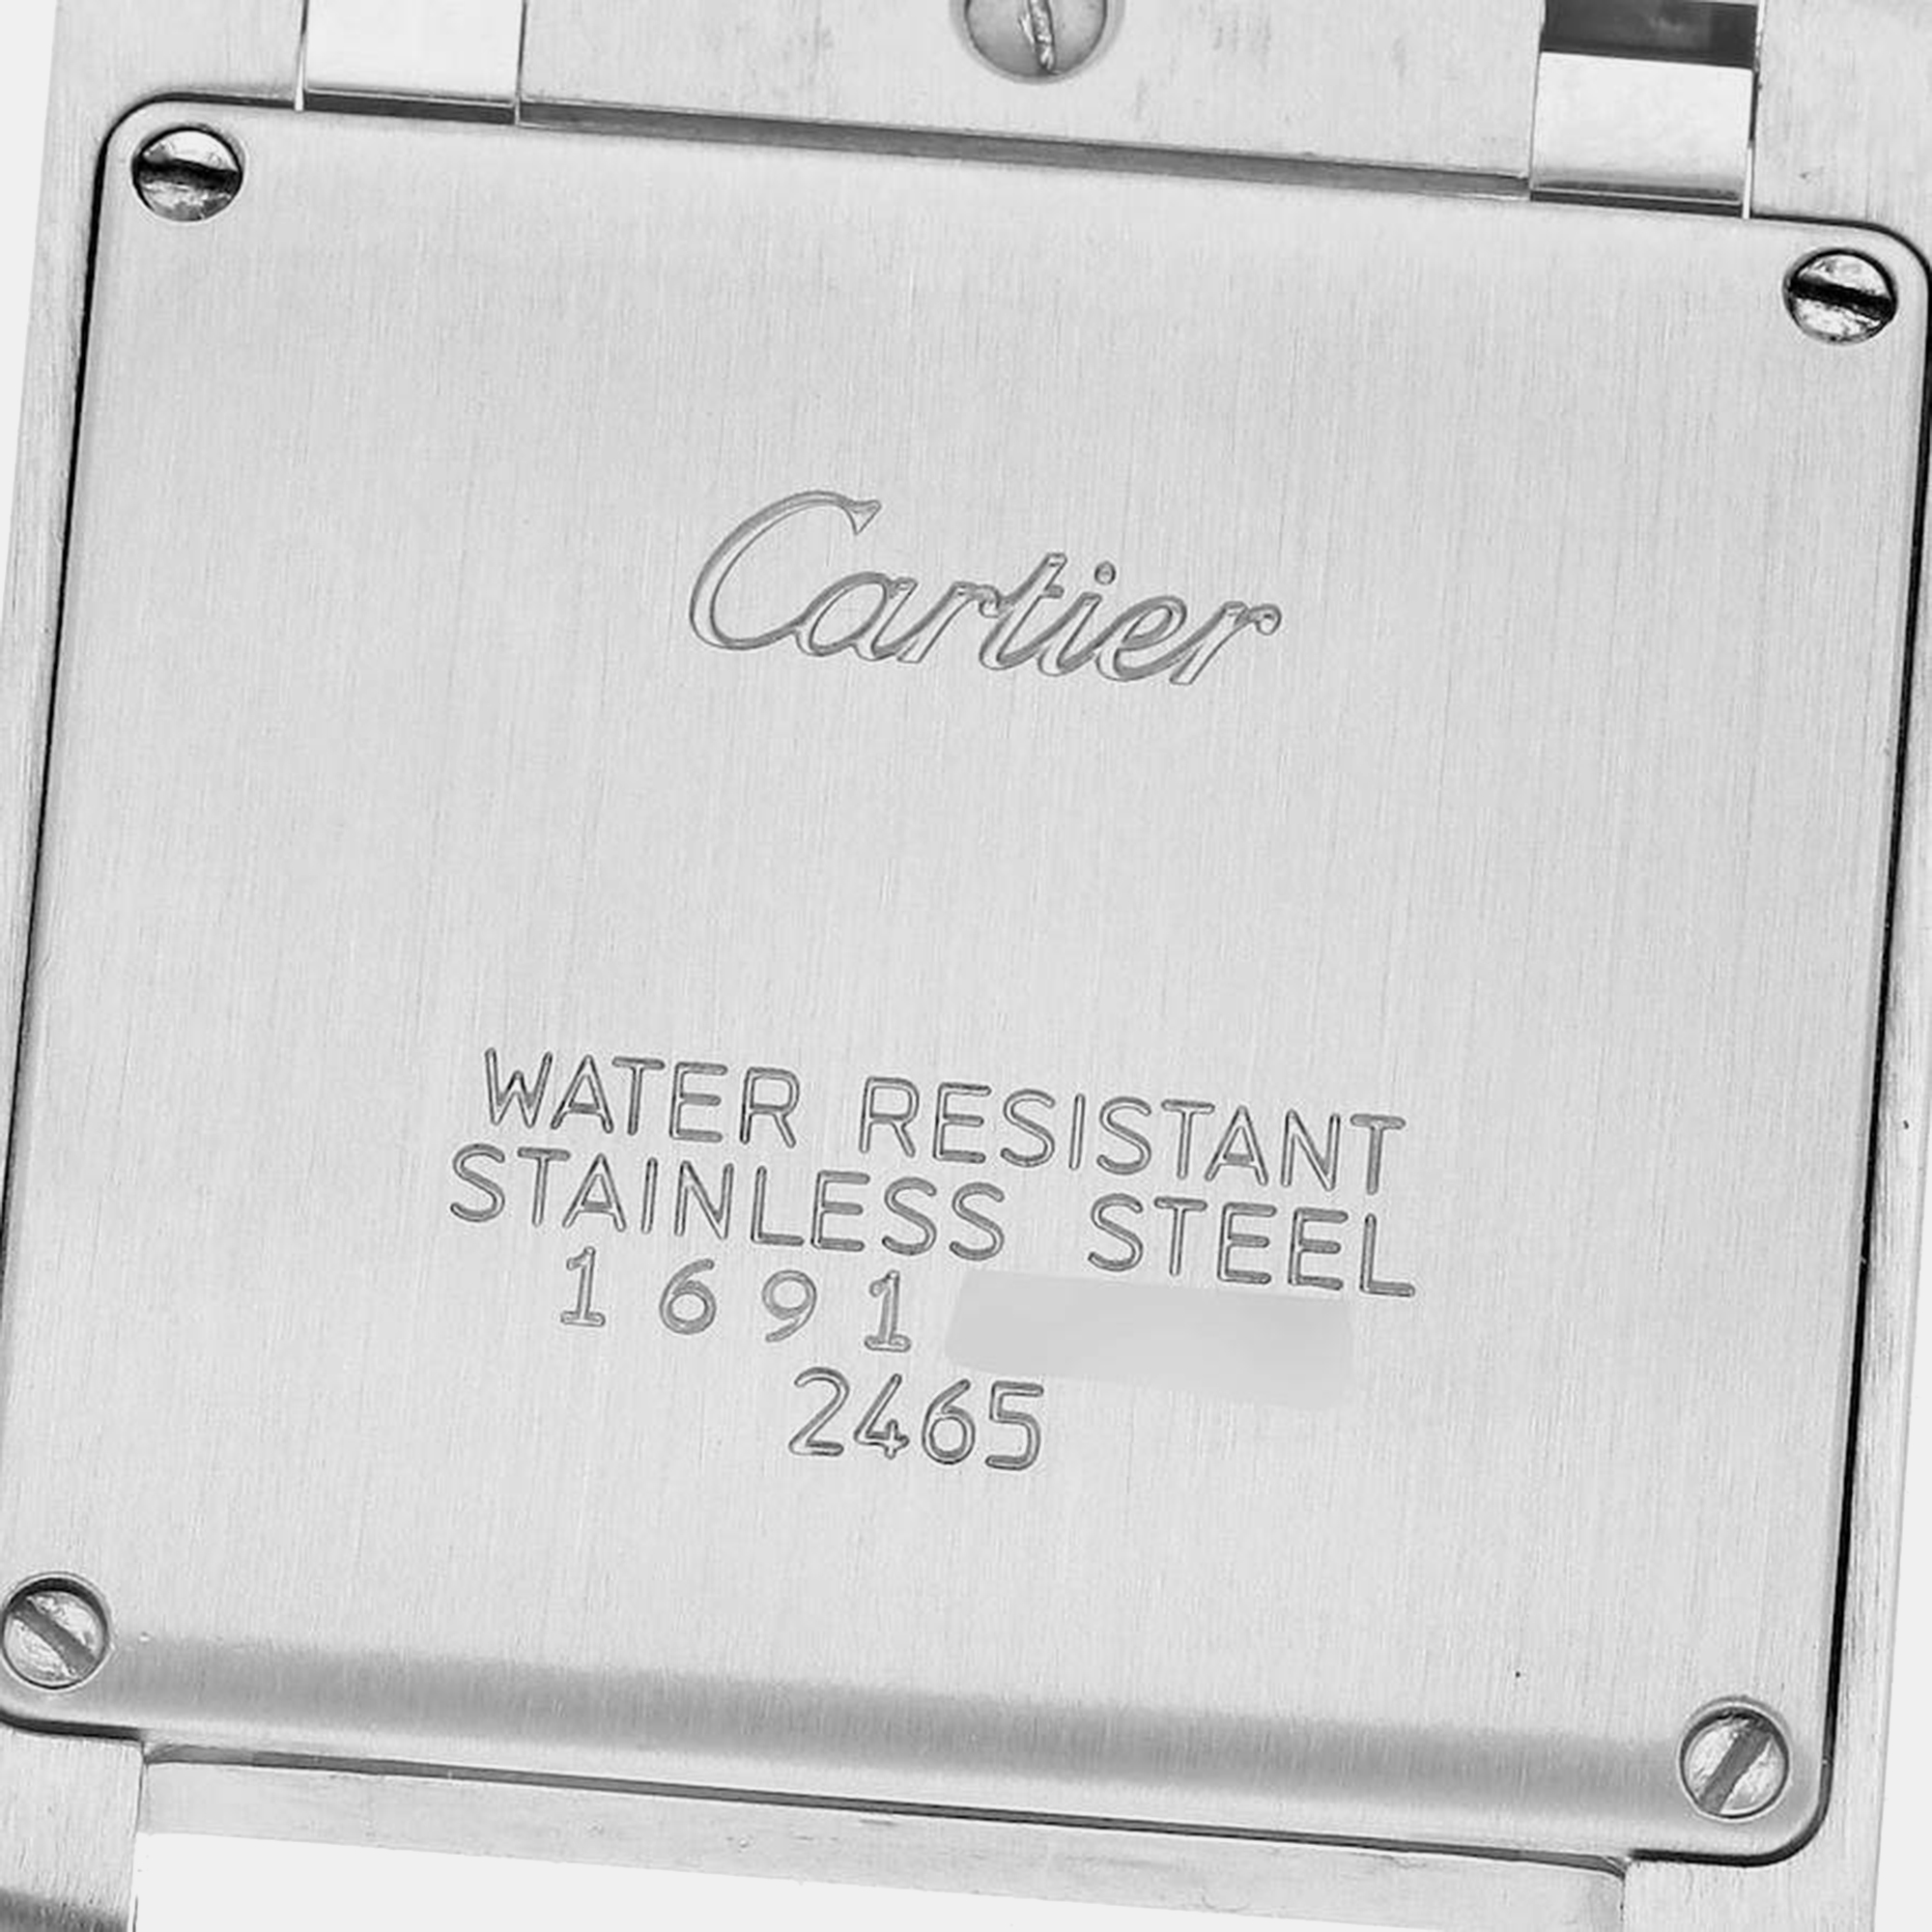 Cartier
WATER RESISTANT
STAINLESS STEEL
1691
2465